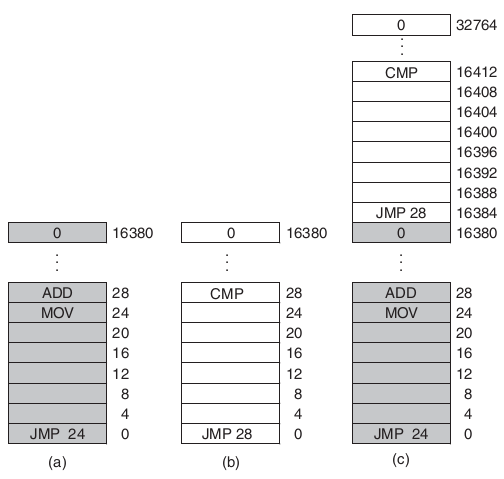 0 32764
⋮
CMP 16412
16408
16404
16400
16396
16392
16388
JMP 28 16384
0 16380 0 16380 0 16380
⋮ ⋮ ⋮
ADD 28 CMP 28 ADD 28
MOV 24 24 MOV 24
20 20 20
16 16 16
12 12 12
8 8 8
4 4 4
JMP 24 0 JMP 28 0 JMP 24 0
(a) (b) (c)